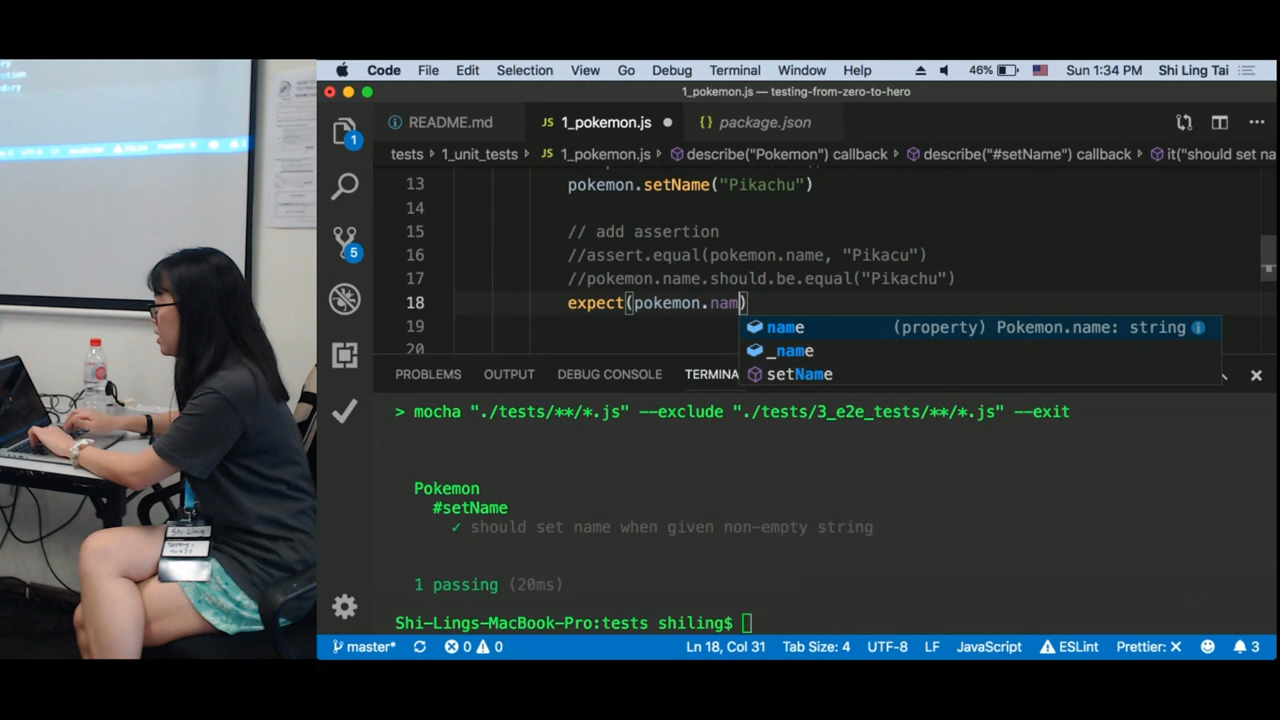 Code File Edit Selection View Go Debug Terminal Window Help 46% Sun 1:34 PM Shi Ling Tai
1_pokemon.js — testing-from-zero-to-hero
README.md JS 1_pokemon.js {} package.json
tests 1_unit_tests JS 1_pokemon.js describe("Pokemon") callback describe("#setName") callback it("should set na
13 pokemon.setName("Pikachu")
14
15 // add assertion
16 //assert.equal(pokemon.name, "Pikacu")
17 //pokemon.name.should.be.equal("Pikachu")
18 expect(pokemon.nam)
19
20
name (property) Pokemon.name: string
_name
setName
1
5
PROBLEMS OUTPUT DEBUG CONSOLE TERMINA
> mocha "./tests/**/*.js" --exclude "./tests/3_e2e_tests/**/*.js" --exit
Pokemon
#setName
✓ should set name when given non-empty string
1 passing (20ms)
Shi-Lings-MacBook-Pro:tests shiling$
master* 0 0 Ln 18, Col 31 Tab Size: 4 UTF-8 LF JavaScript ESLint Prettier: ✕ 3
Shi Ling